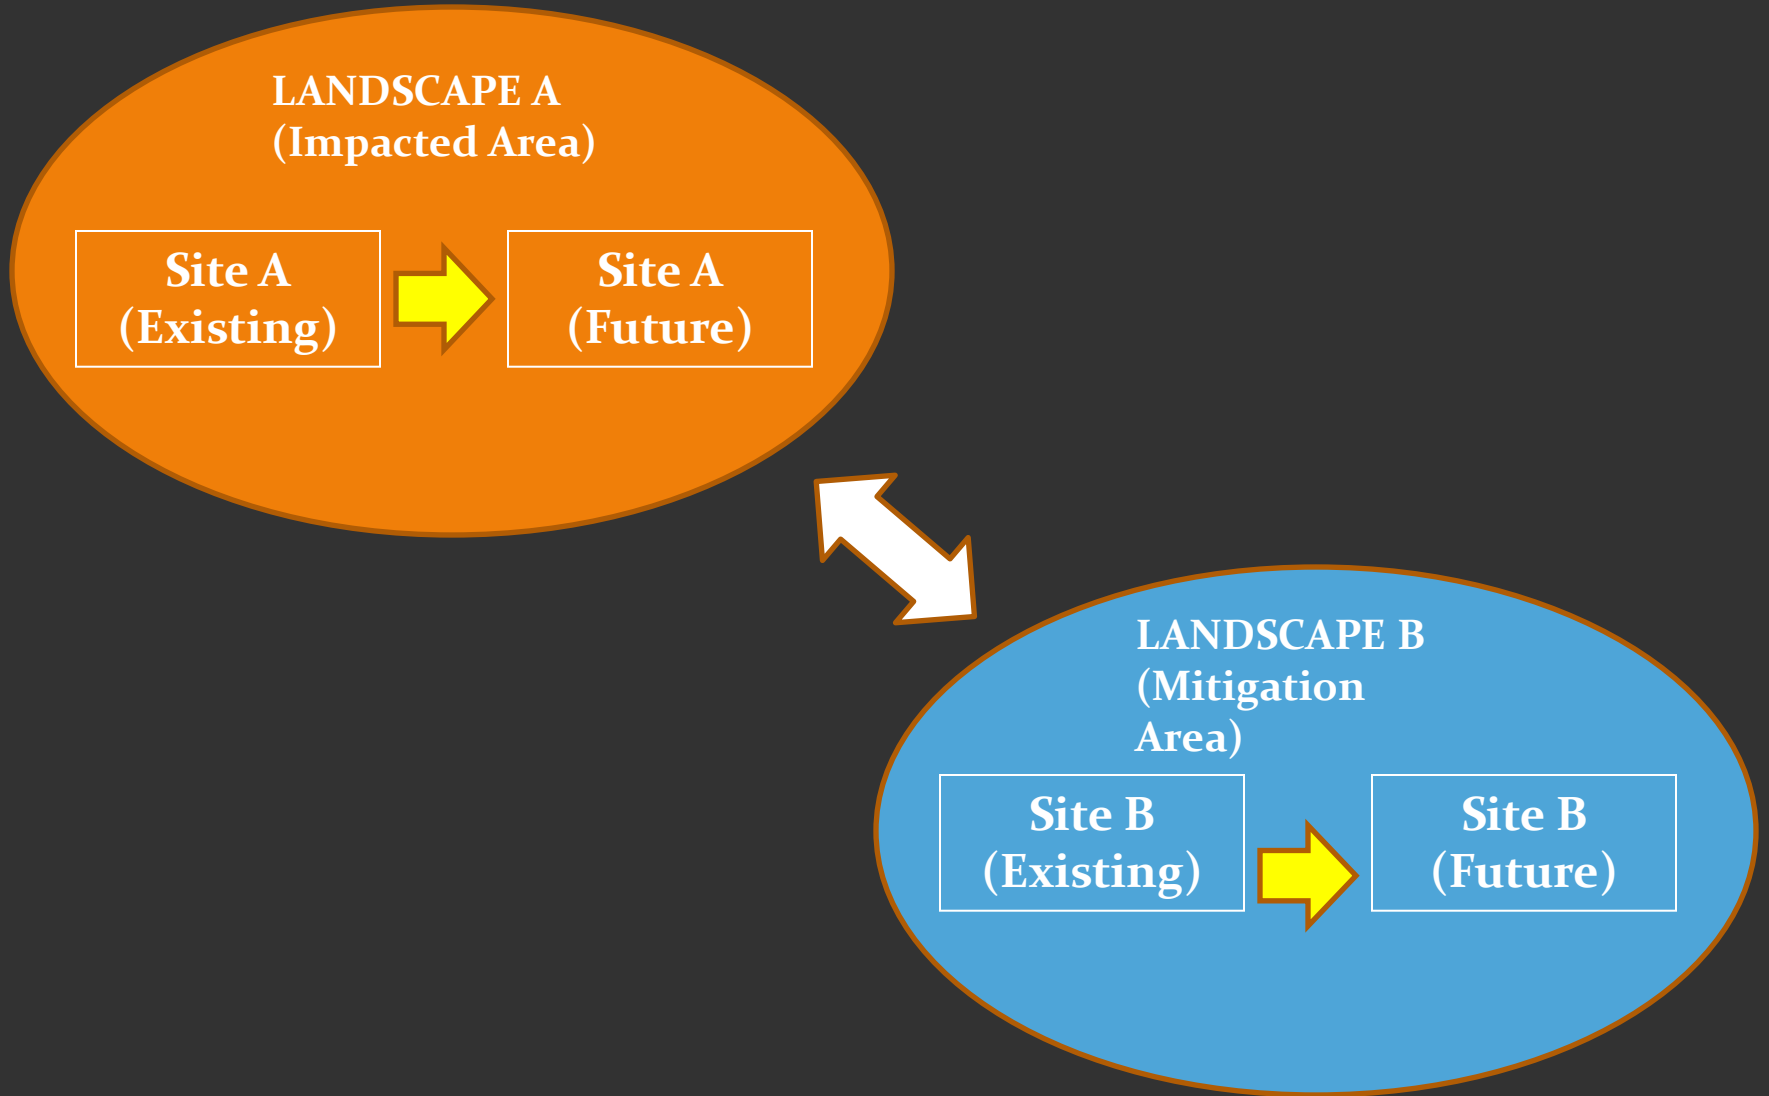 LANDSCAPE A
(Impacted Area)
Site A
(Existing)
Site A
(Future)
LANDSCAPE B
(Mitigation
Area)
Site B
(Existing)
Site B
(Future)